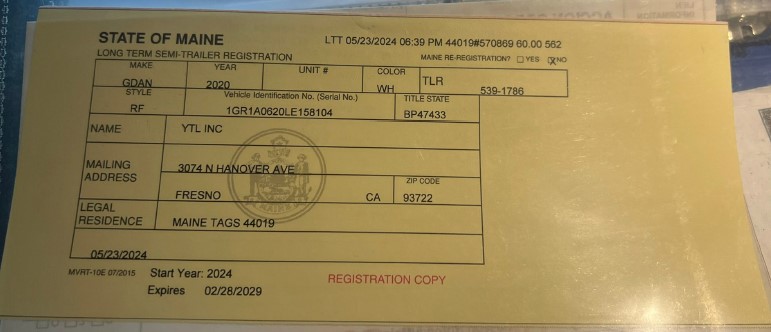 STATE OF MAINE
LTT 05/23/2024 06:39 PM 44019#570869 60.00 562
LONG TERM SEMI-TRAILER REGISTRATION
MAINE RE-REGISTRATION? YES X NO
MAKE YEAR UNIT # COLOR TLR
GDAN 2020 WH 539-1786
STYLE Vehicle Identification No. (Serial No.) TITLE STATE
RF 1GR1A0620LE158104 BP47433
NAME YTL INC
MAILING ADDRESS 3074 N HANOVER AVE
ZIP CODE
FRESNO CA 93722
LEGAL RESIDENCE MAINE TAGS 44019
05/23/2024
MVRT-10E 07/2015 Start Year: 2024
REGISTRATION COPY
Expires 02/28/2029